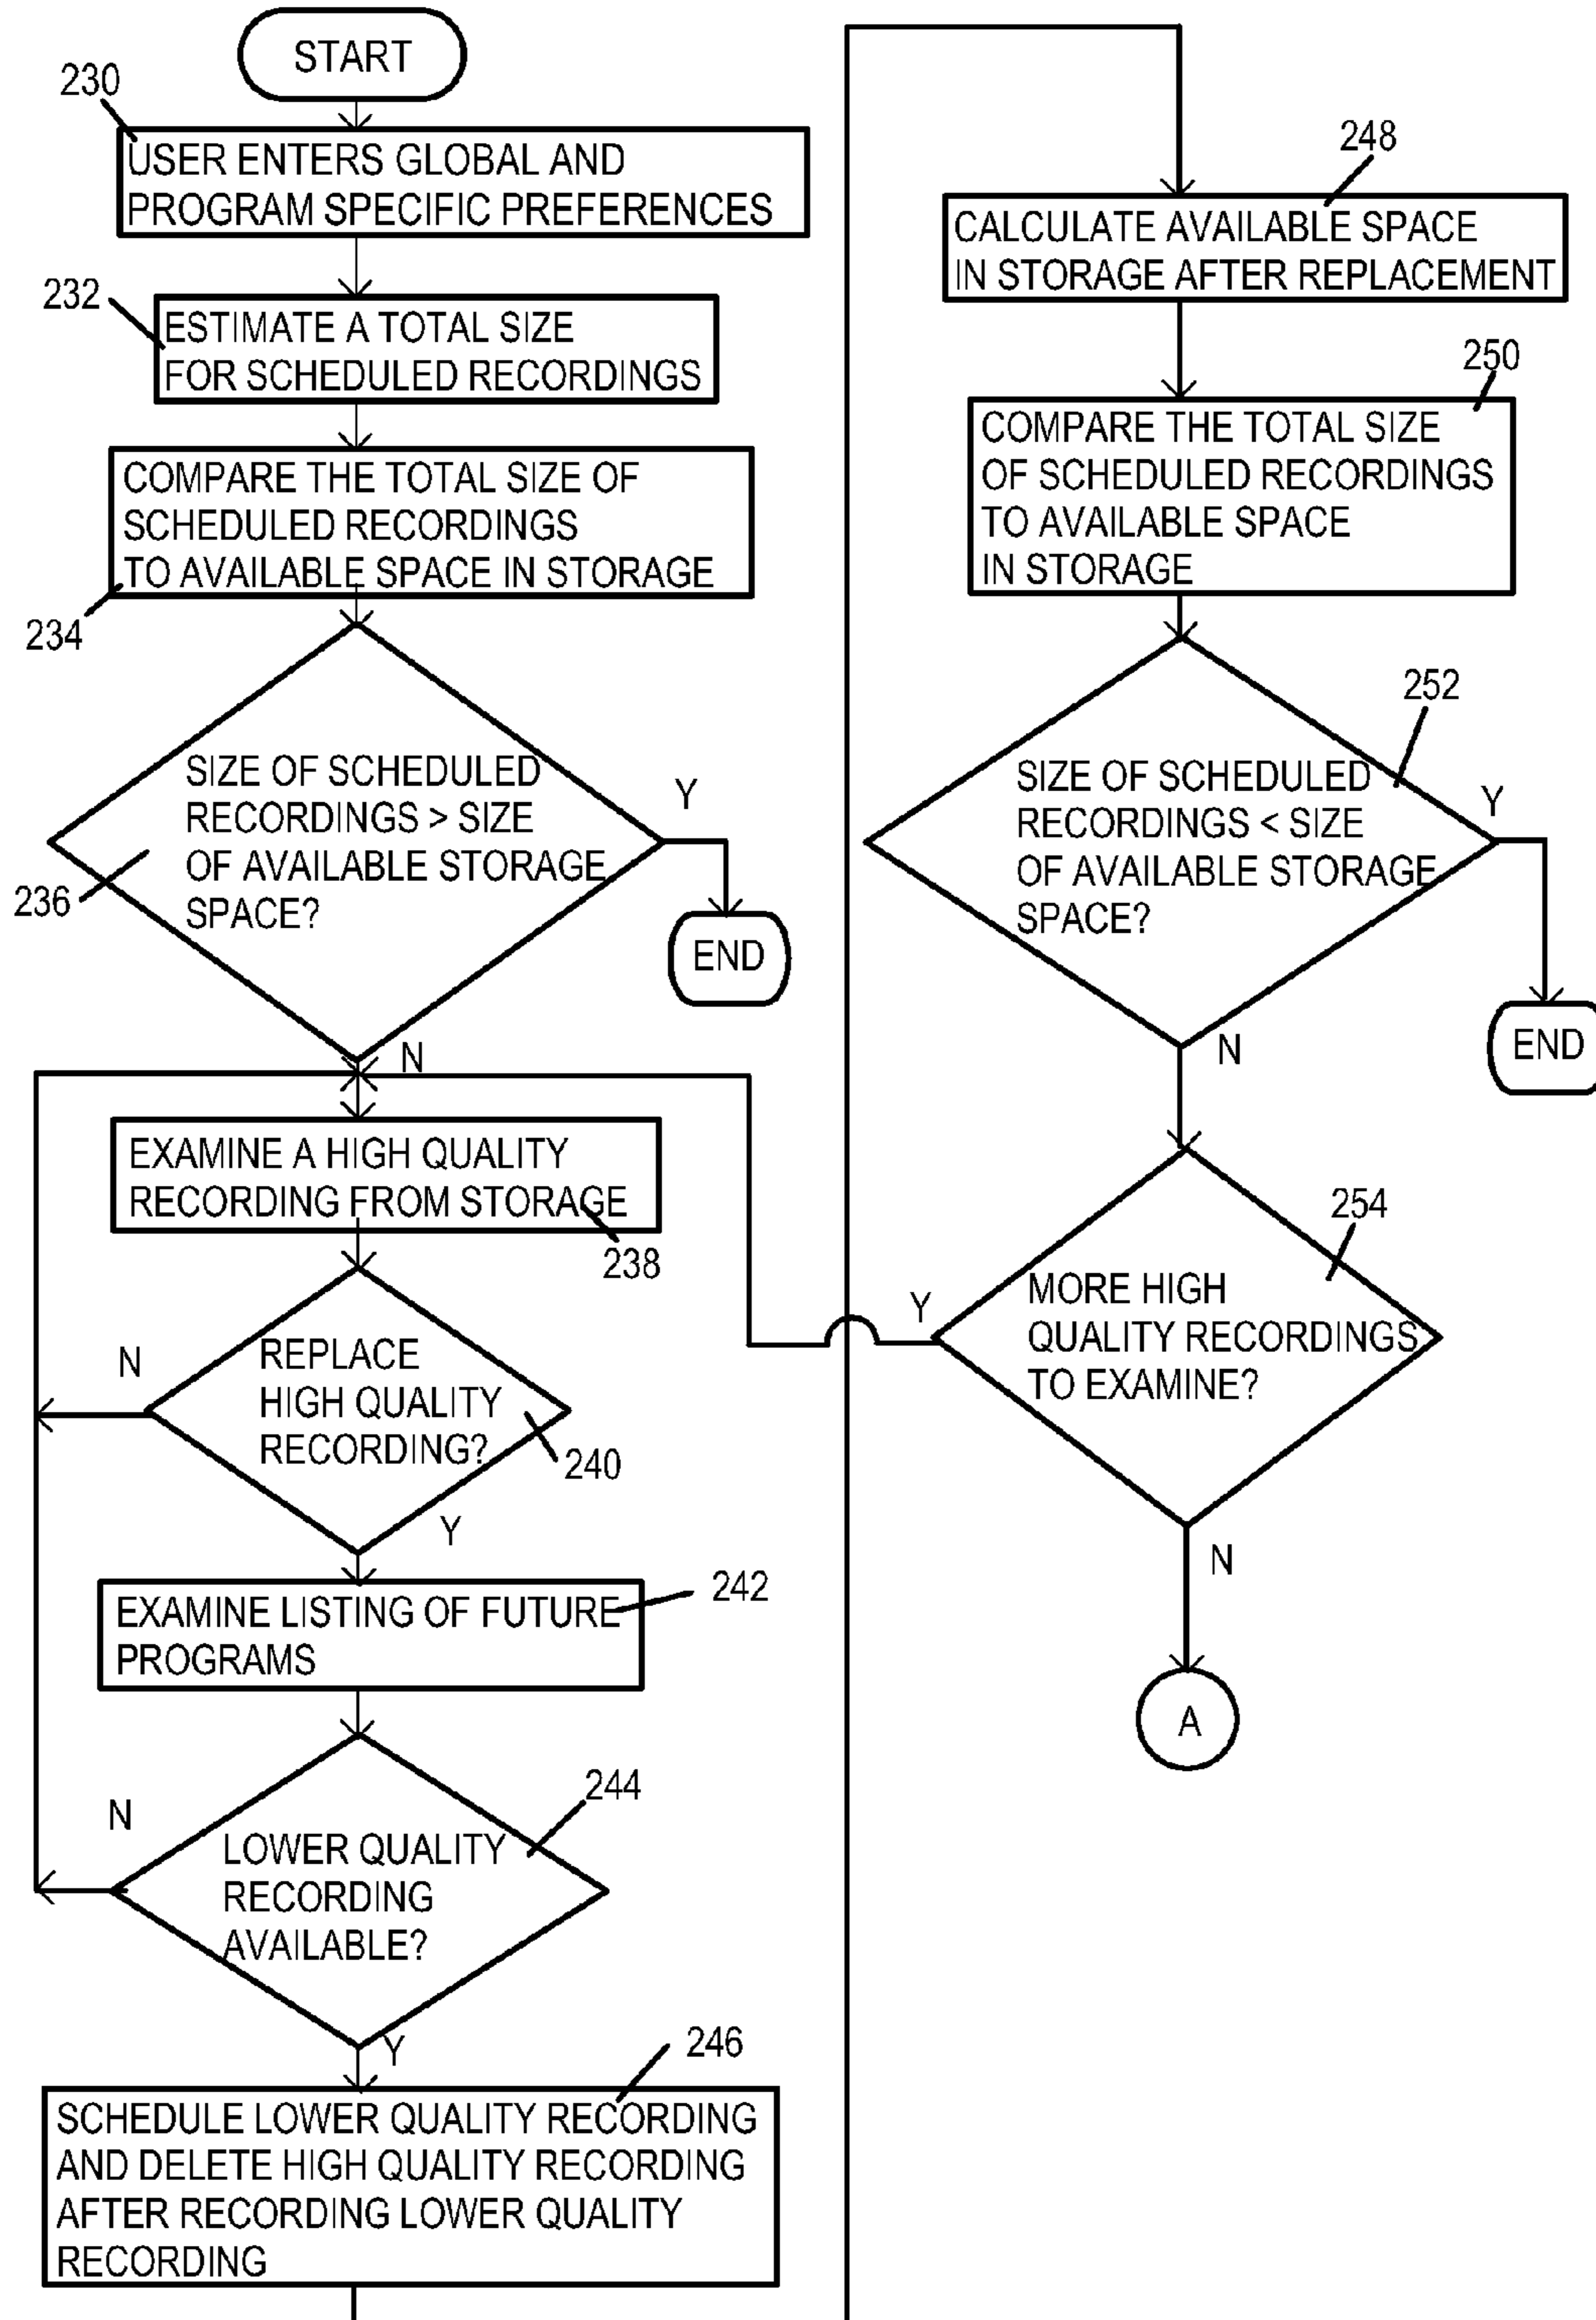 START
230
USER ENTERS GLOBAL AND
PROGRAM SPECIFIC PREFERENCES
232
ESTIMATE A TOTAL SIZE
FOR SCHEDULED RECORDINGS
COMPARE THE TOTAL SIZE OF
SCHEDULED RECORDINGS
TO AVAILABLE SPACE IN STORAGE
234
SIZE OF SCHEDULED
RECORDINGS > SIZE
OF AVAILABLE STORAGE
SPACE?
236
Y
END
N
EXAMINE A HIGH QUALITY
RECORDING FROM STORAGE
238
REPLACE
HIGH QUALITY
RECORDING?
N
240
Y
242
EXAMINE LISTING OF FUTURE
PROGRAMS
244
N
LOWER QUALITY
RECORDING
AVAILABLE?
Y
246
SCHEDULE LOWER QUALITY RECORDING
AND DELETE HIGH QUALITY RECORDING
AFTER RECORDING LOWER QUALITY
RECORDING
248
CALCULATE AVAILABLE SPACE
IN STORAGE AFTER REPLACEMENT
250
COMPARE THE TOTAL SIZE
OF SCHEDULED RECORDINGS
TO AVAILABLE SPACE
IN STORAGE
252
SIZE OF SCHEDULED
RECORDINGS < SIZE
OF AVAILABLE STORAGE
SPACE?
Y
END
N
254
MORE HIGH
QUALITY RECORDINGS
TO EXAMINE?
Y
N
A